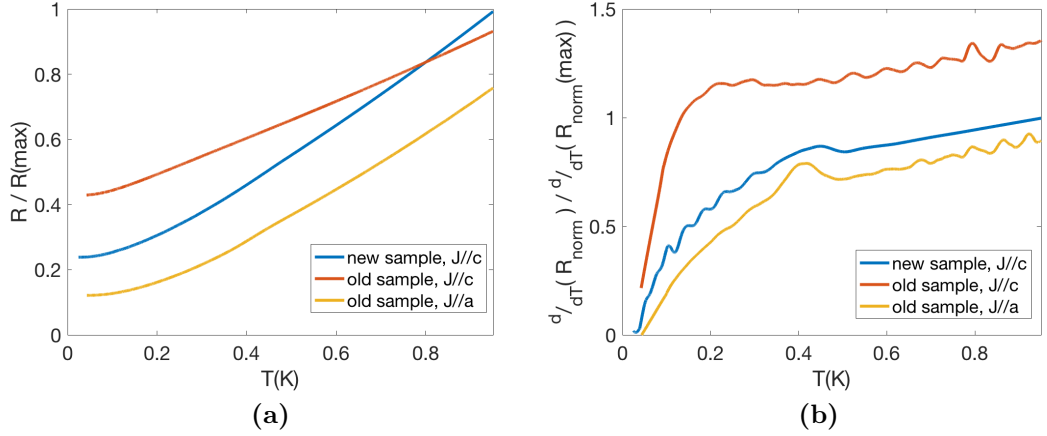 1
0.8
0.6
0.4
0.2
0
R / R(max)
0
0.2
0.4
0.6
0.8
T(K)
new sample, J//c
old sample, J//c
old sample, J//a
(a)
1.5
1
0.5
0
d/dT( Rnorm ) / d/dT( Rnorm(max) )
0
0.2
0.4
0.6
0.8
T(K)
new sample, J//c
old sample, J//c
old sample, J//a
(b)